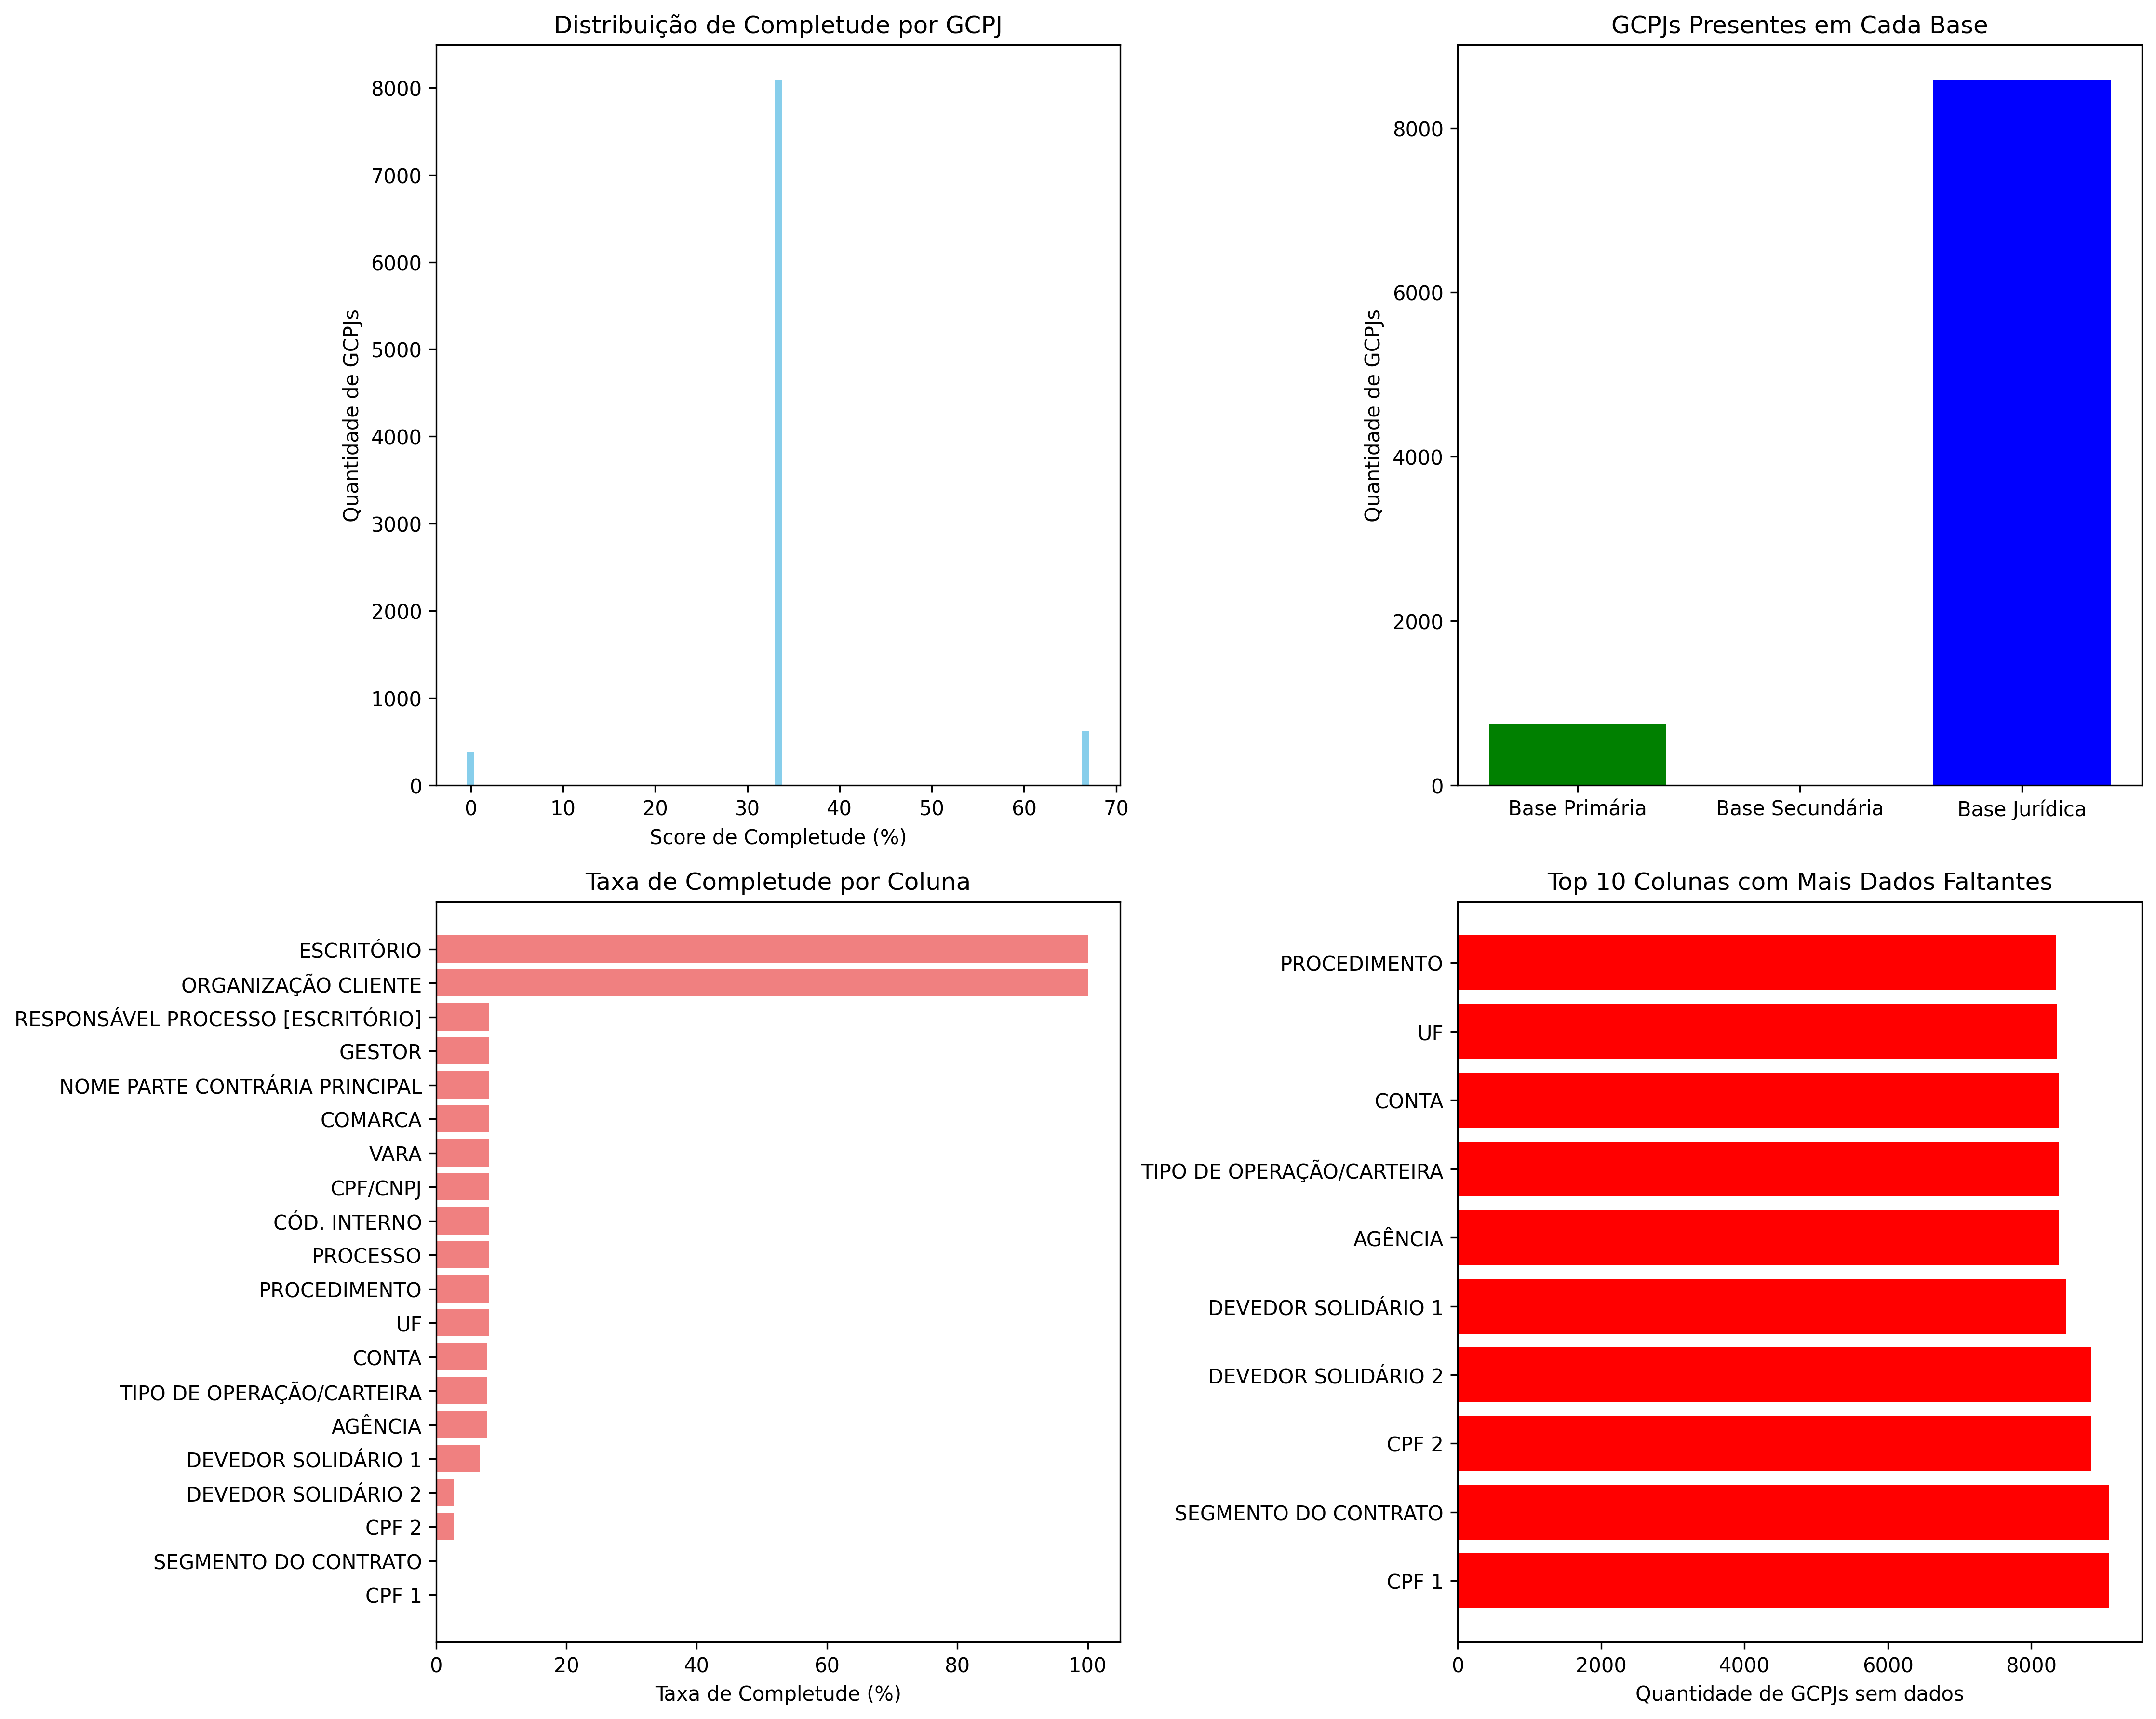 Distribuição de Completude por GCPJ
8000
7000
6000
5000
4000
3000
2000
1000
0
Quantidade de GCPJs
0 10 20 30 40 50 60 70
Score de Completude (%)
GCPJs Presentes em Cada Base
8000
6000
4000
2000
0
Quantidade de GCPJs
Base Primária Base Secundária Base Jurídica
Taxa de Completude por Coluna
ESCRITÓRIO
ORGANIZAÇÃO CLIENTE
RESPONSÁVEL PROCESSO [ESCRITÓRIO]
GESTOR
NOME PARTE CONTRÁRIA PRINCIPAL
COMARCA
VARA
CPF/CNPJ
CÓD. INTERNO
PROCESSO
PROCEDIMENTO
UF
CONTA
TIPO DE OPERAÇÃO/CARTEIRA
AGÊNCIA
DEVEDOR SOLIDÁRIO 1
DEVEDOR SOLIDÁRIO 2
CPF 2
SEGMENTO DO CONTRATO
CPF 1
0 20 40 60 80 100
Taxa de Completude (%)
Top 10 Colunas com Mais Dados Faltantes
PROCEDIMENTO
UF
CONTA
TIPO DE OPERAÇÃO/CARTEIRA
AGÊNCIA
DEVEDOR SOLIDÁRIO 1
DEVEDOR SOLIDÁRIO 2
CPF 2
SEGMENTO DO CONTRATO
CPF 1
0 2000 4000 6000 8000
Quantidade de GCPJs sem dados